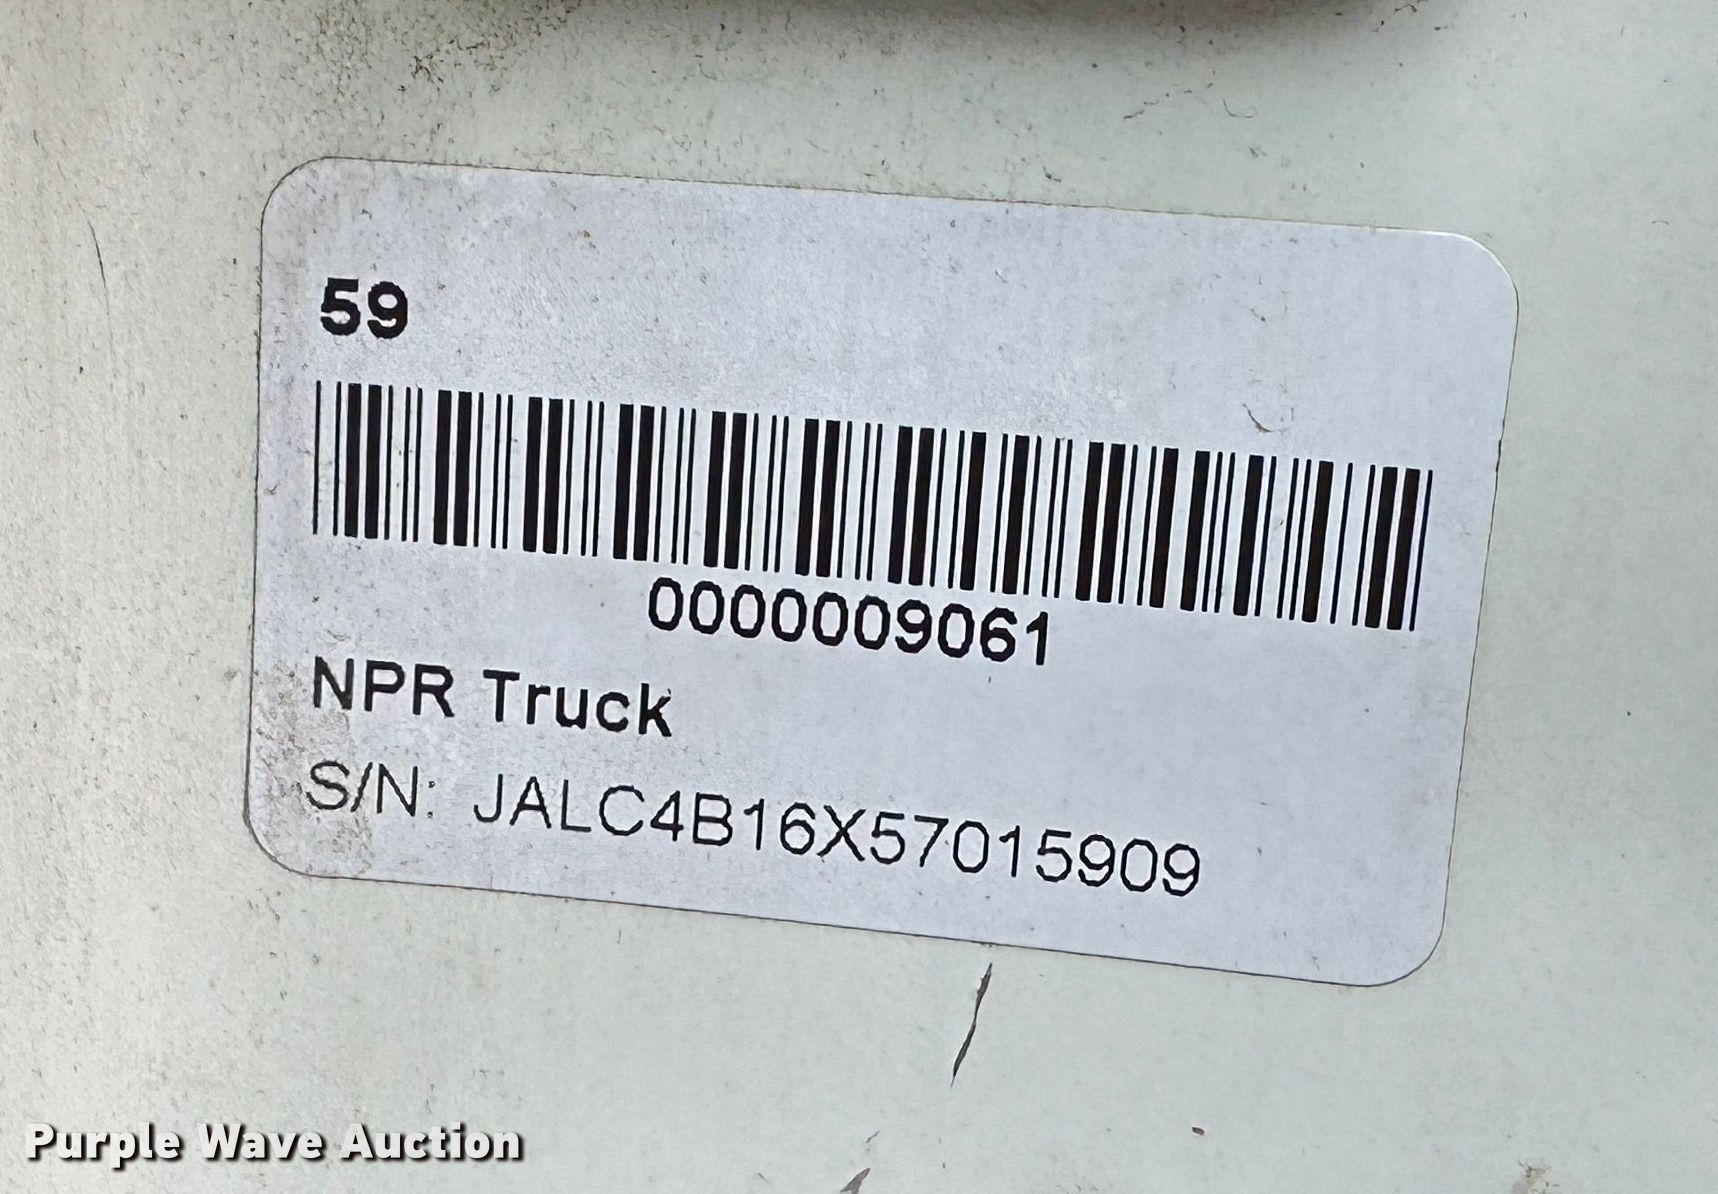 59
0000009061
NPR Truck
S/N: JALC4B16X57015909
Purple Wave Auction